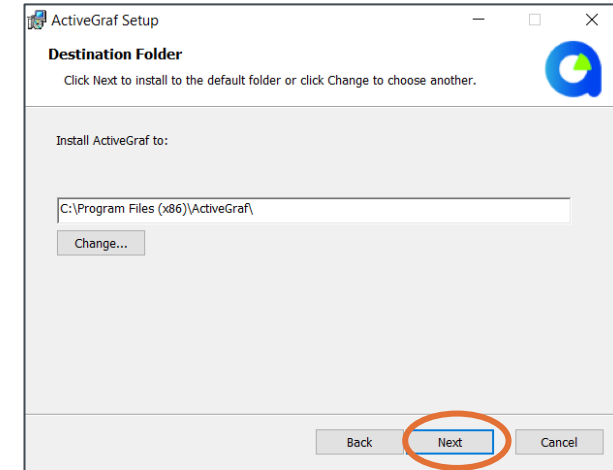 ActiveGraf Setup
Destination Folder
Click Next to install to the default folder or click Change to choose another.
Install ActiveGraf to:
C:\Program Files (x86)\ActiveGraf\
Change...
Back Next Cancel